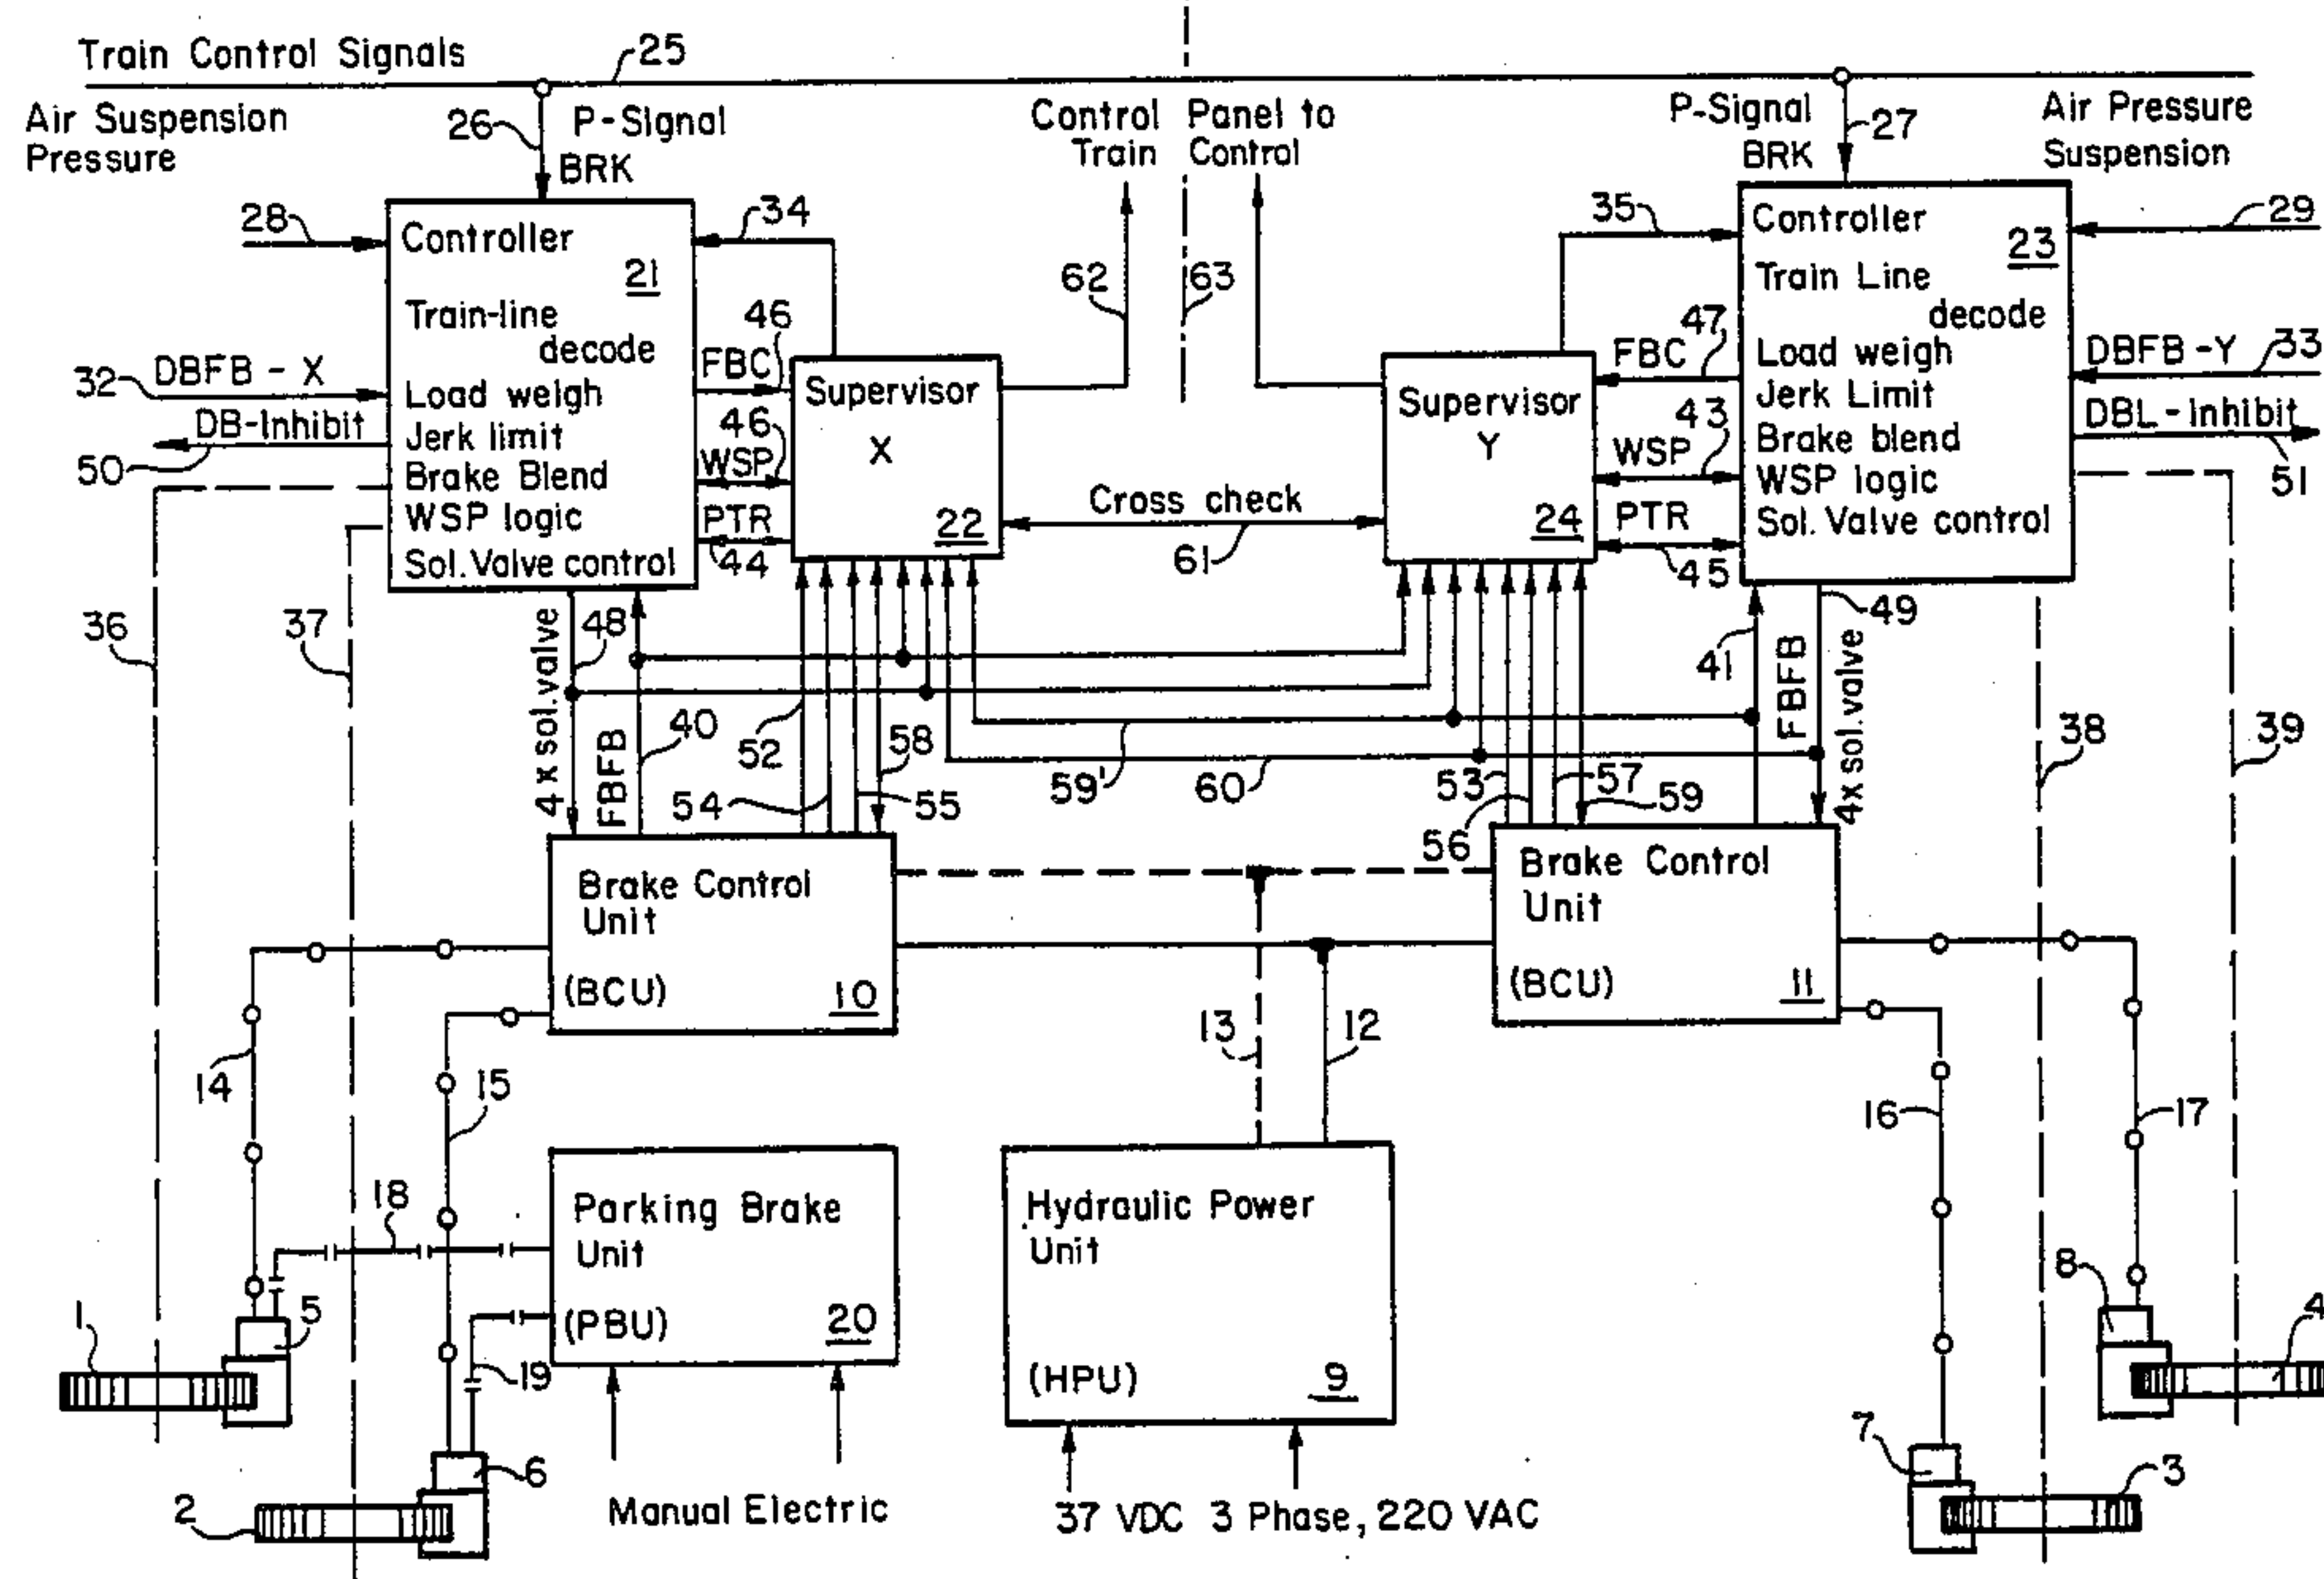 Train Control Signals
25
Air Suspension
Pressure
26
P-Signal
BRK
Control Panel to
Train Control
P-Signal
BRK
27
Air Pressure
Suspension
28
Controller
21
Train-line
decode
Load weigh
Jerk limit
Brake Blend
WSP logic
Sol. Valve control
34
32
DBFB - X
DB-Inhibit
50
FBC
46
46
WSP
PTR
44
Supervisor
X
22
62
63
Cross check
61
Supervisor
Y
24
35
FBC
47
43
WSP
PTR
45
Controller
23
Train Line
decode
Load weigh
Jerk Limit
Brake blend
WSP logic
Sol. Valve control
29
DBFB -Y
33
DBL-Inhibit
51
36
37
4 x sol. valve
48
FBFB
40
52
54
58
55
59'
60
53
56
57
59
41
FBFB
49
4x sol. valve
38
39
Brake Control
Unit
(BCU)
10
Brake Control
Unit
(BCU)
11
13
12
14
15
16
17
18
19
Parking Brake
Unit
(PBU)
20
Hydraulic Power
Unit
(HPU)
9
1
5
2
6
8
4
7
3
Manual Electric
37 VDC 3 Phase, 220 VAC